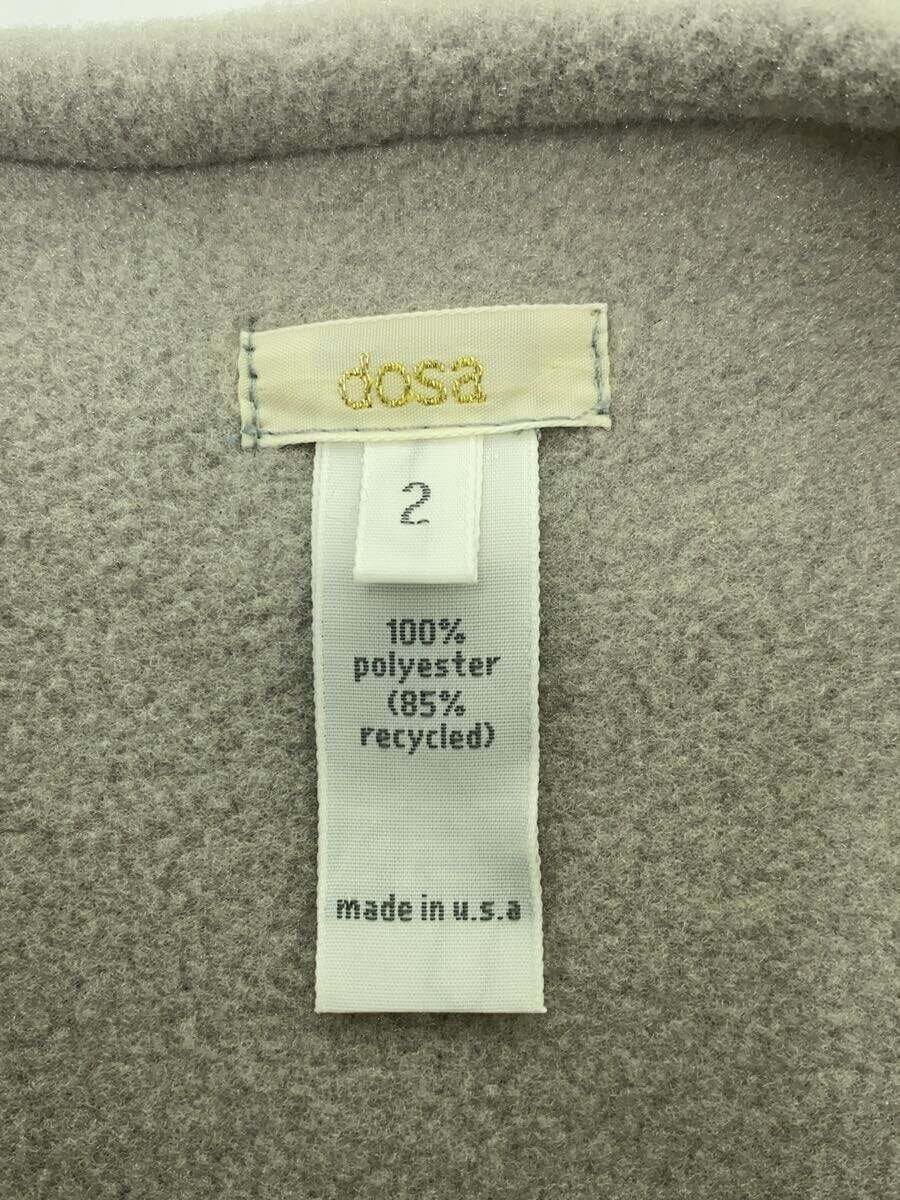 dosa
2
100%
polyester
(85%
recycled)
made in u.s.a